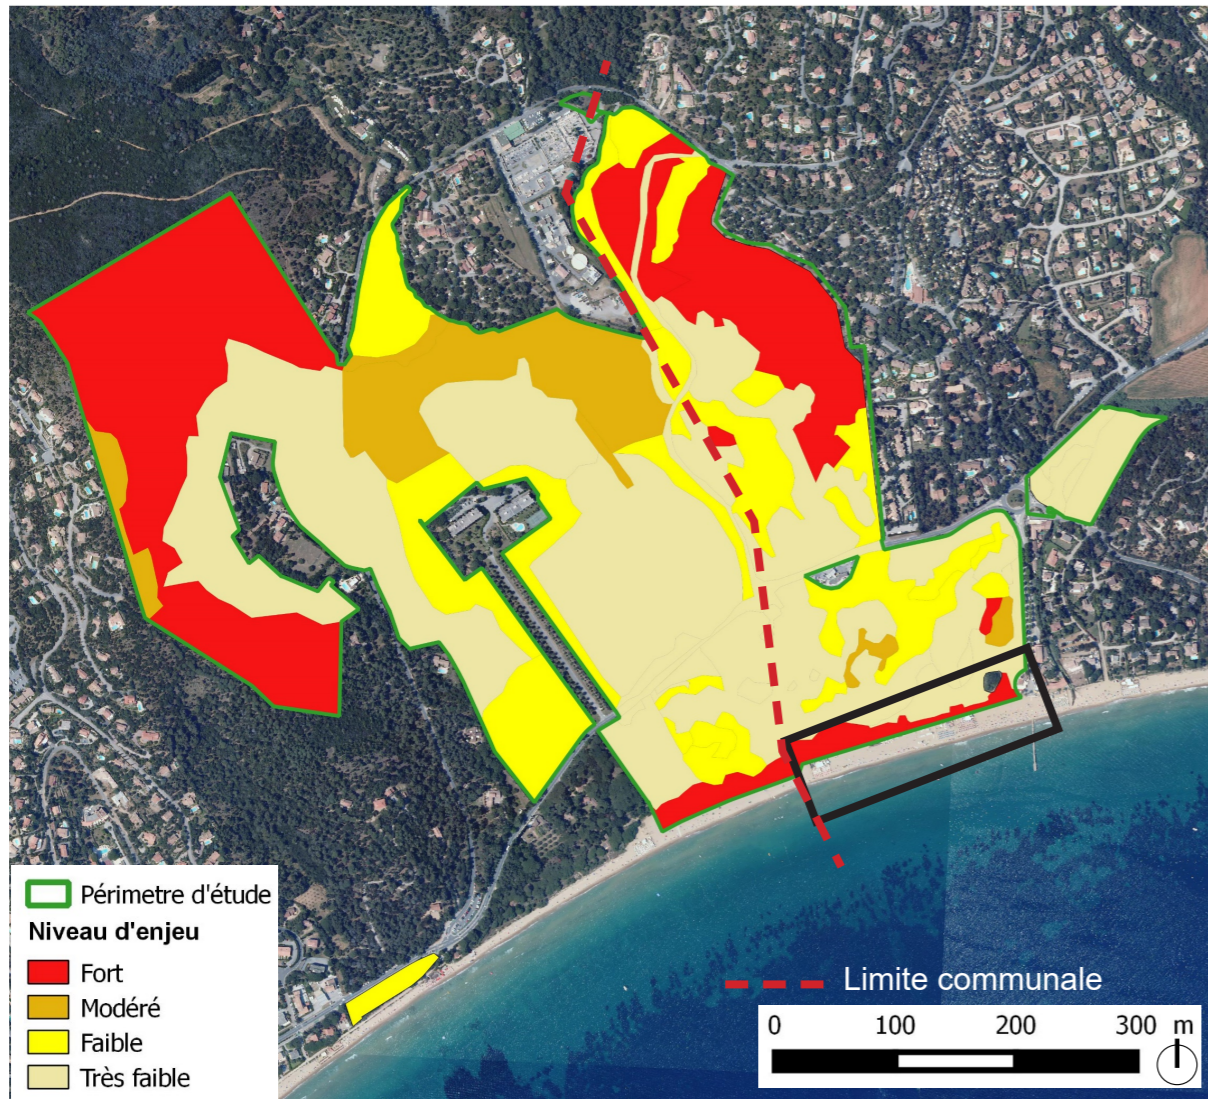 Périmetre d'étude
Niveau d'enjeu
Fort
Modéré
Faible
Très faible
Limite communale
0 100 200 300 m